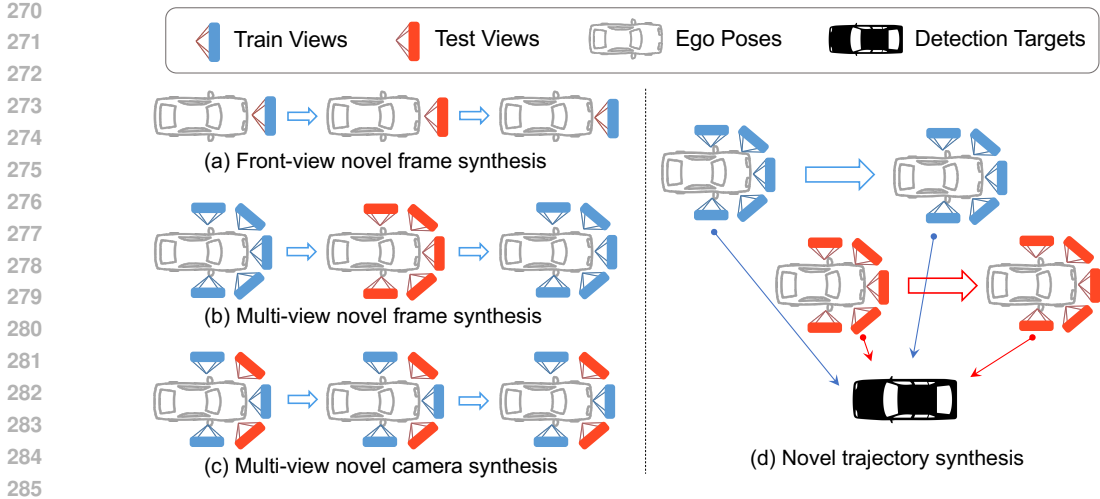 270
271
272
273
274
275
276
277
278
279
280
281
282
283
284
285
Train Views
Test Views
Ego Poses
Detection Targets
(a) Front-view novel frame synthesis
(b) Multi-view novel frame synthesis
(c) Multi-view novel camera synthesis
(d) Novel trajectory synthesis